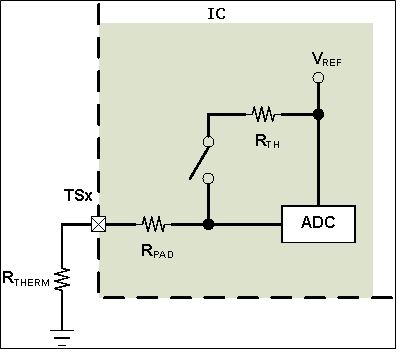 IC
VREF
RTH
TSx
RPAD
ADC
RTHERM